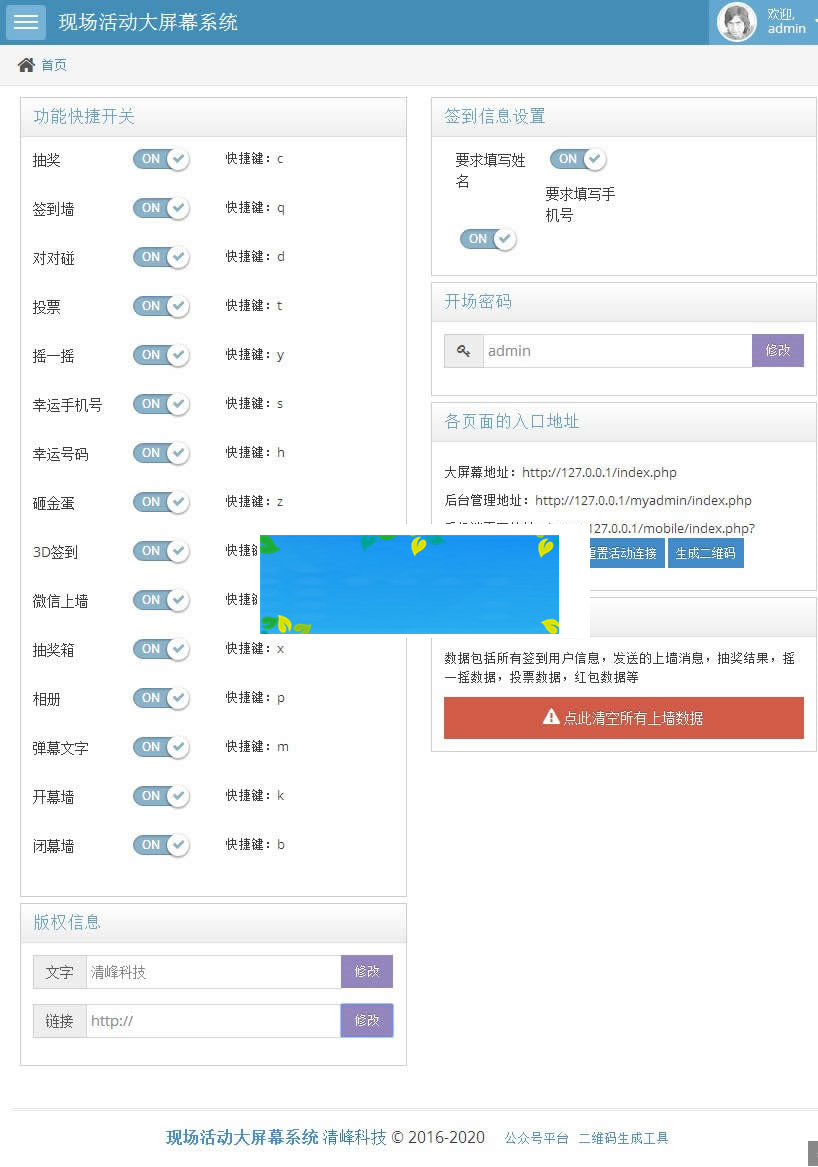 现场活动大屏幕系统
欢迎,
admin
首页
功能快捷开关
抽奖 ON 快捷键：c
签到墙 ON 快捷键：q
对对碰 ON 快捷键：d
投票 ON 快捷键：t
摇一摇 ON 快捷键：y
幸运手机号 ON 快捷键：s
幸运号码 ON 快捷键：h
砸金蛋 ON 快捷键：z
3D签到 ON 快捷
微信上墙 ON 快捷
抽奖箱 ON 快捷键：x
相册 ON 快捷键：p
弹幕文字 ON 快捷键：m
开幕墙 ON 快捷键：k
闭幕墙 ON 快捷键：b
版权信息
文字 清峰科技 修改
链接 http:// 修改
签到信息设置
要求填写姓
名
ON
要求填写手
机号
ON
开场密码
admin 修改
各页面的入口地址
大屏幕地址：http://127.0.0.1/index.php
后台管理地址：http://127.0.0.1/myadmin/index.php
127.0.0.1/mobile/index.php?
重置活动连接 生成二维码
数据包括所有签到用户信息，发送的上墙消息，抽奖结果，摇
一摇数据，投票数据，红包数据等
点此清空所有上墙数据
现场活动大屏幕系统 清峰科技 © 2016-2020 公众号平台 二维码生成工具